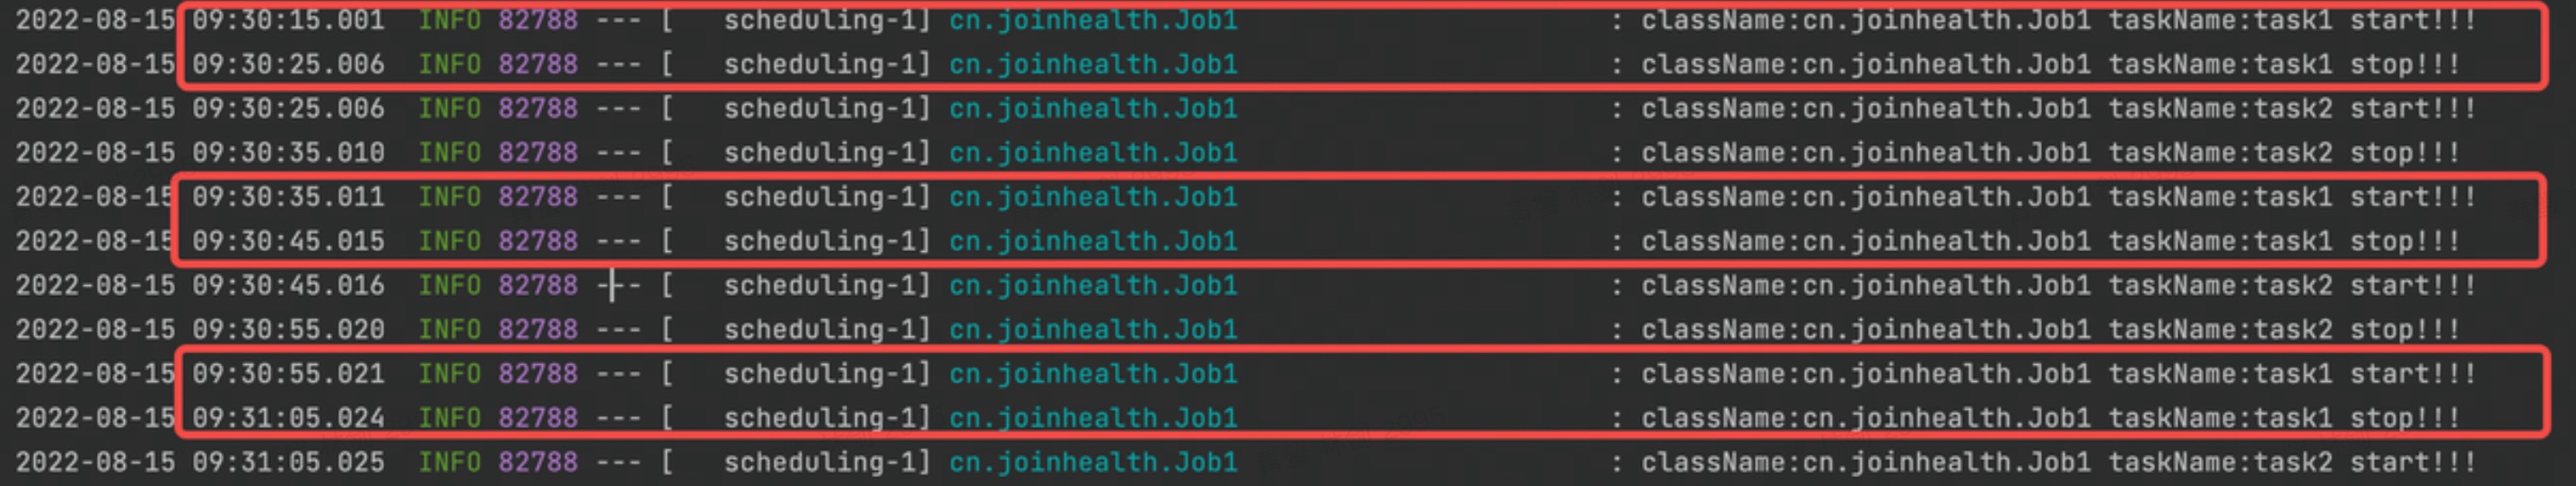 2022-08-15 09:30:15.001  INFO 82788 --- [   scheduling-1] cn.joinhealth.Job1                       : className:cn.joinhealth.Job1 taskName:task1 start!!!
2022-08-15 09:30:25.006  INFO 82788 --- [   scheduling-1] cn.joinhealth.Job1                       : className:cn.joinhealth.Job1 taskName:task1 stop!!!
2022-08-15 09:30:25.006  INFO 82788 --- [   scheduling-1] cn.joinhealth.Job1                       : className:cn.joinhealth.Job1 taskName:task2 start!!!
2022-08-15 09:30:35.010  INFO 82788 --- [   scheduling-1] cn.joinhealth.Job1                       : className:cn.joinhealth.Job1 taskName:task2 stop!!!
2022-08-15 09:30:35.011  INFO 82788 --- [   scheduling-1] cn.joinhealth.Job1                       : className:cn.joinhealth.Job1 taskName:task1 start!!!
2022-08-15 09:30:45.015  INFO 82788 --- [   scheduling-1] cn.joinhealth.Job1                       : className:cn.joinhealth.Job1 taskName:task1 stop!!!
2022-08-15 09:30:45.016  INFO 82788 --- [   scheduling-1] cn.joinhealth.Job1                       : className:cn.joinhealth.Job1 taskName:task2 start!!!
2022-08-15 09:30:55.020  INFO 82788 --- [   scheduling-1] cn.joinhealth.Job1                       : className:cn.joinhealth.Job1 taskName:task2 stop!!!
2022-08-15 09:30:55.021  INFO 82788 --- [   scheduling-1] cn.joinhealth.Job1                       : className:cn.joinhealth.Job1 taskName:task1 start!!!
2022-08-15 09:31:05.024  INFO 82788 --- [   scheduling-1] cn.joinhealth.Job1                       : className:cn.joinhealth.Job1 taskName:task1 stop!!!
2022-08-15 09:31:05.025  INFO 82788 --- [   scheduling-1] cn.joinhealth.Job1                       : className:cn.joinhealth.Job1 taskName:task2 start!!!